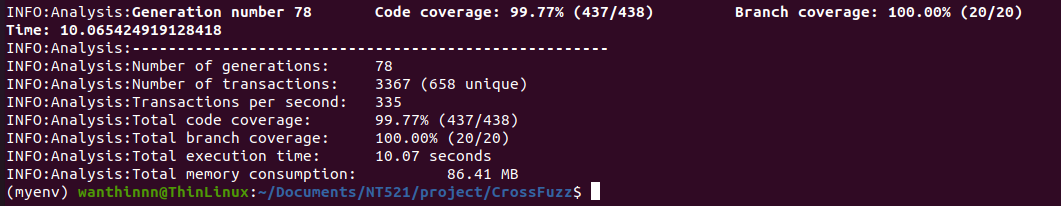 INFO:Analysis:Generation number 78 Code coverage: 99.77% (437/438) Branch coverage: 100.00% (20/20)
Time: 10.065424919128418
INFO:Analysis:---------------------------------------------------
INFO:Analysis:Number of generations: 78
INFO:Analysis:Number of transactions: 3367 (658 unique)
INFO:Analysis:Transactions per second: 335
INFO:Analysis:Total code coverage: 99.77% (437/438)
INFO:Analysis:Total branch coverage: 100.00% (20/20)
INFO:Analysis:Total execution time: 10.07 seconds
INFO:Analysis:Total memory consumption: 86.41 MB
(myenv) wanthinnn@ThinLinux:~/Documents/NT521/project/CrossFuzz$